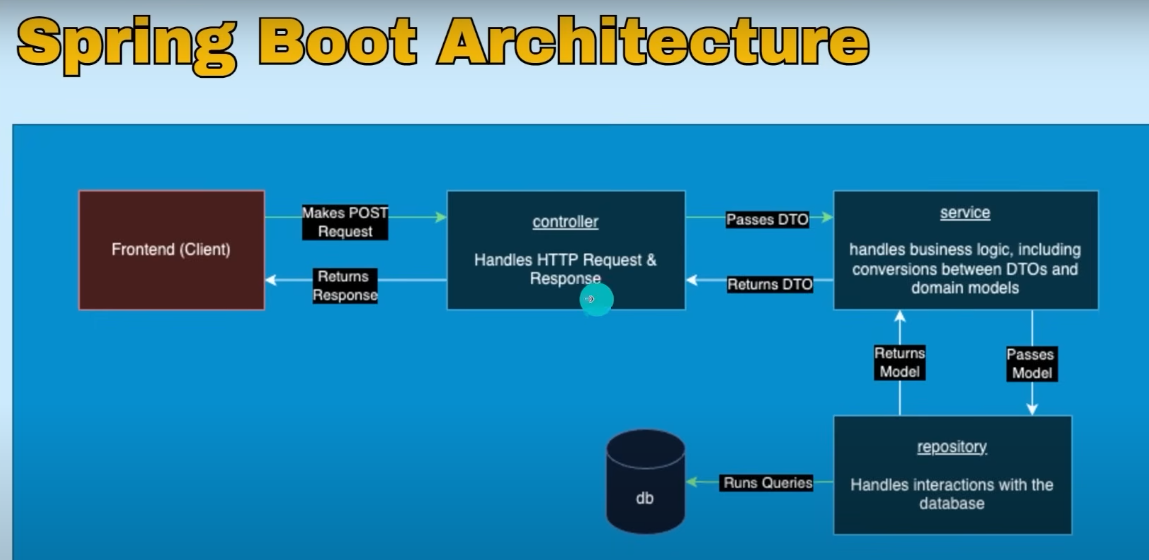 Spring Boot Architecture
Frontend (Client)
Makes POST
Request
Returns
Response
controller
Handles HTTP Request &
Response
Passes DTO
Returns DTO
service
handles business logic, including
conversions between DTOs and
domain models
Returns
Model
Passes
Model
repository
Handles interactions with the
database
Runs Queries
db